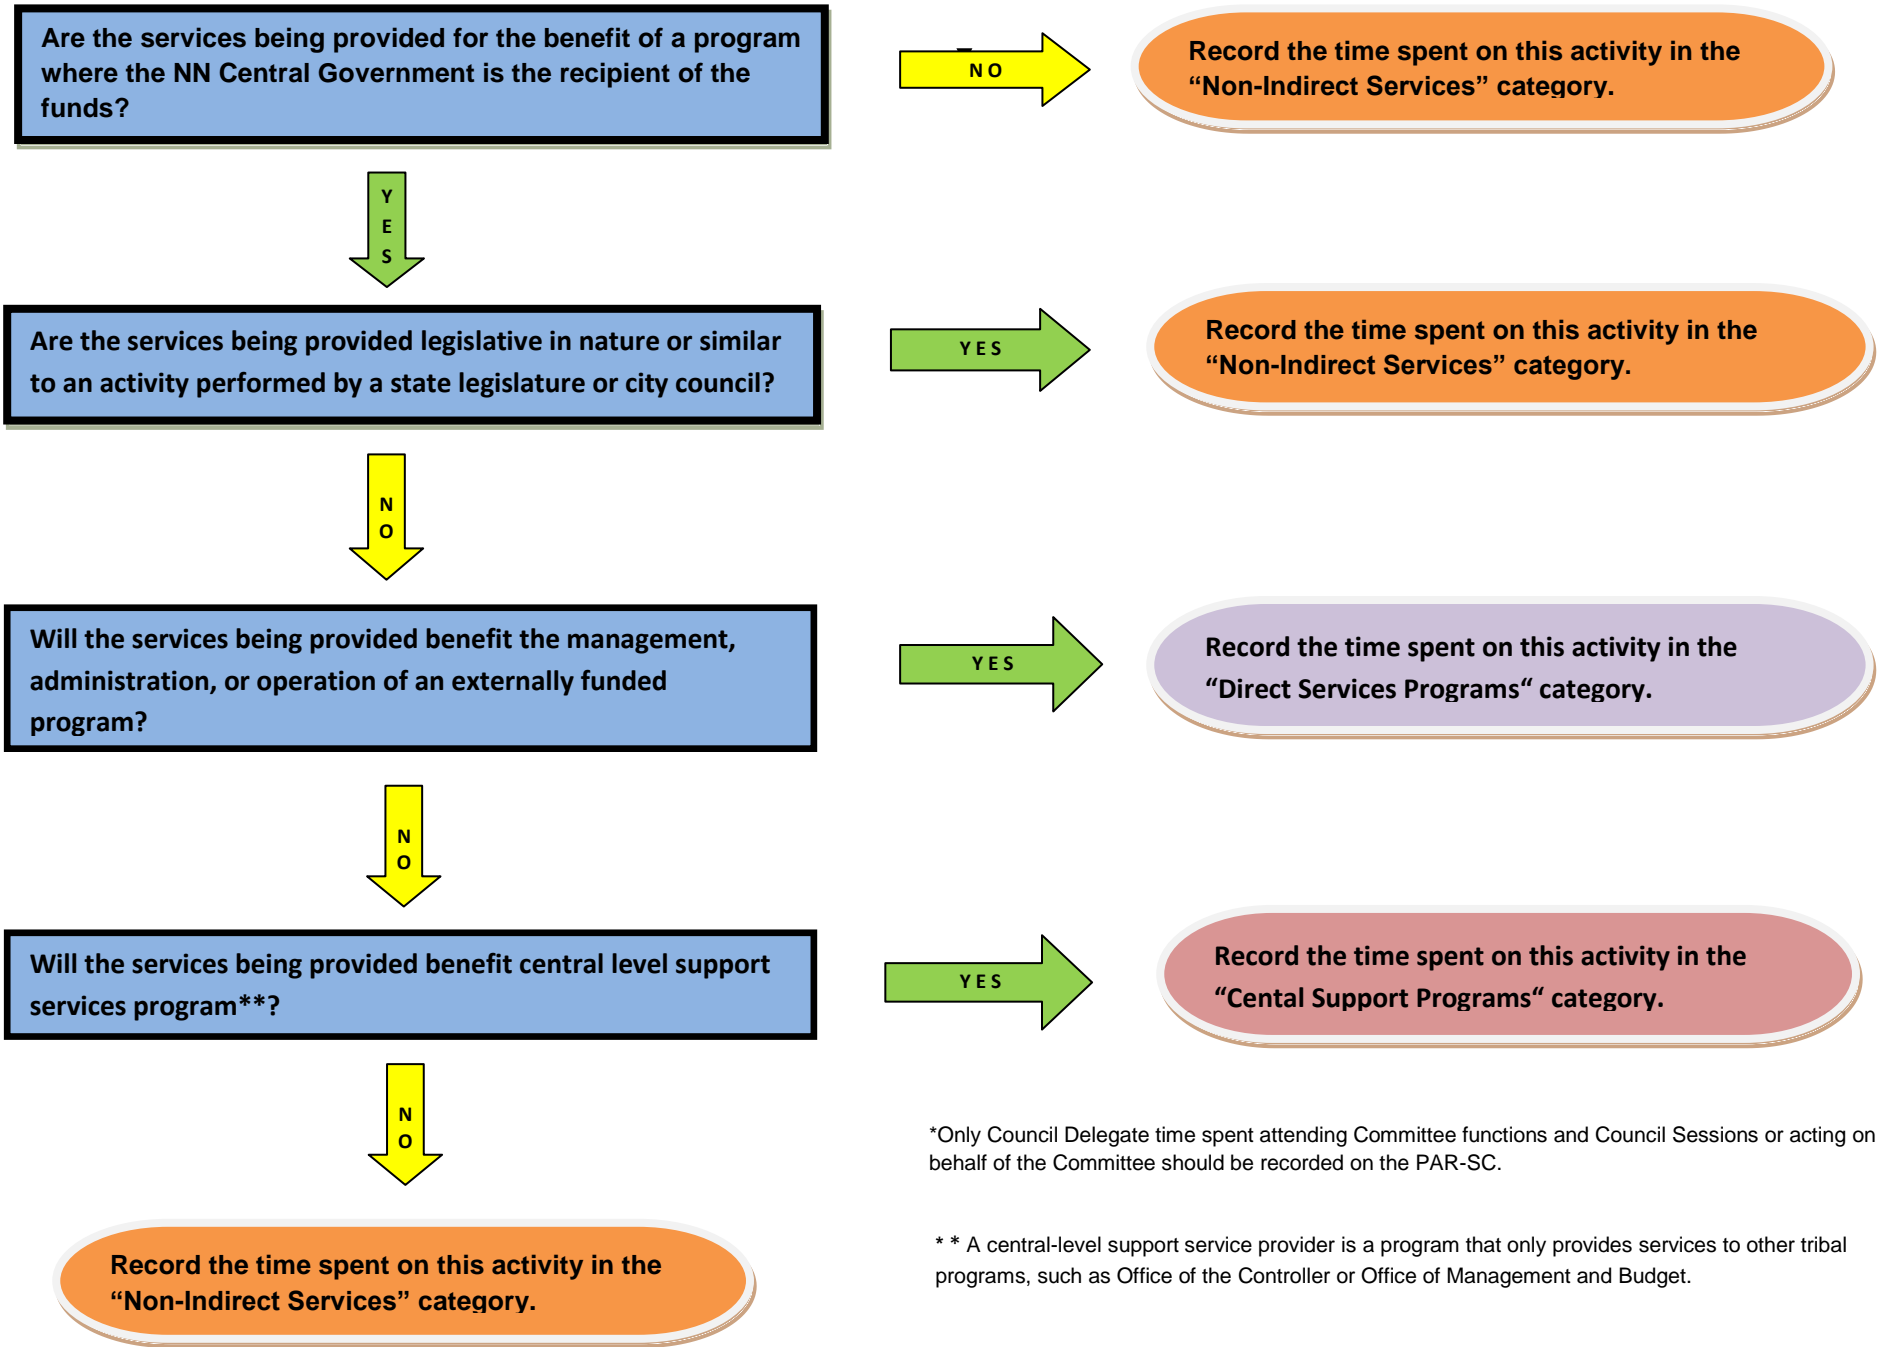 Are the services being provided for the benefit of a program
where the NN Central Government is the recipient of the
funds?
N O
Record the time spent on this activity in the
“Non-Indirect Services” category.
Y
E
S
Are the services being provided legislative in nature or similar
to an activity performed by a state legislature or city council?
Y E S
Record the time spent on this activity in the
“Non-Indirect Services” category.
N
O
Will the services being provided benefit the management,
administration, or operation of an externally funded
program?
Y E S
Record the time spent on this activity in the
“Direct Services Programs“ category.
N
O
Will the services being provided benefit central level support
services program**?
Y E S
Record the time spent on this activity in the
“Cental Support Programs“ category.
N
O
*Only Council Delegate time spent attending Committee functions and Council Sessions or acting on
behalf of the Committee should be recorded on the PAR-SC.
* * A central-level support service provider is a program that only provides services to other tribal
programs, such as Office of the Controller or Office of Management and Budget.
Record the time spent on this activity in the
“Non-Indirect Services” category.